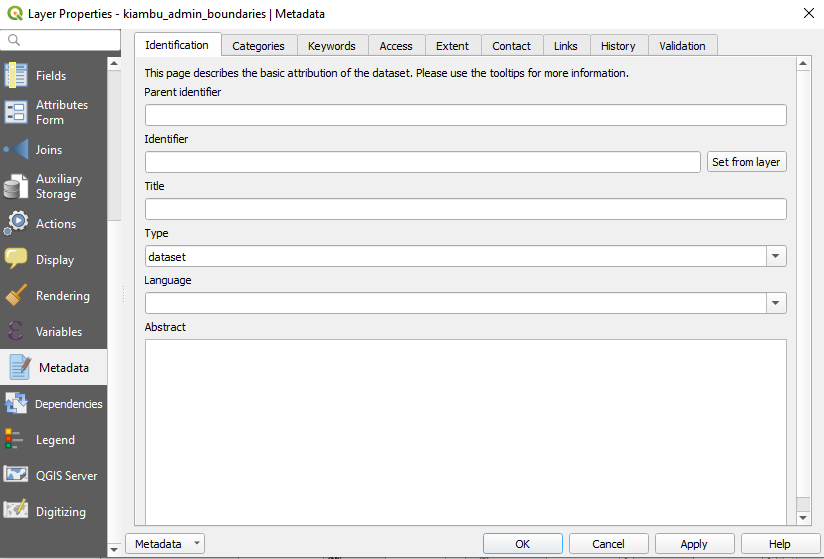 Layer Properties - kiambu_admin_boundaries | Metadata
Fields
Attributes
Form
Joins
Auxiliary
Storage
Actions
Display
Rendering
Variables
Metadata
Dependencies
Legend
QGIS Server
Digitizing
Identification Categories Keywords Access Extent Contact Links History Validation
This page describes the basic attribution of the dataset. Please use the tooltips for more information.
Parent identifier
Identifier
Set from layer
Title
Type
dataset
Language
Abstract
Metadata OK Cancel Apply Help